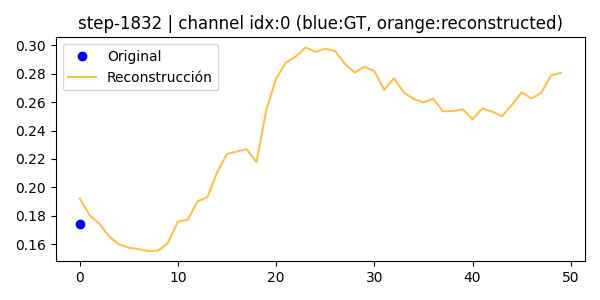 step-1832 | channel idx:0 (blue:GT, orange:reconstructed)
Original
Reconstrucción
0.30
0.28
0.26
0.24
0.22
0.20
0.18
0.16
0 10 20 30 40 50